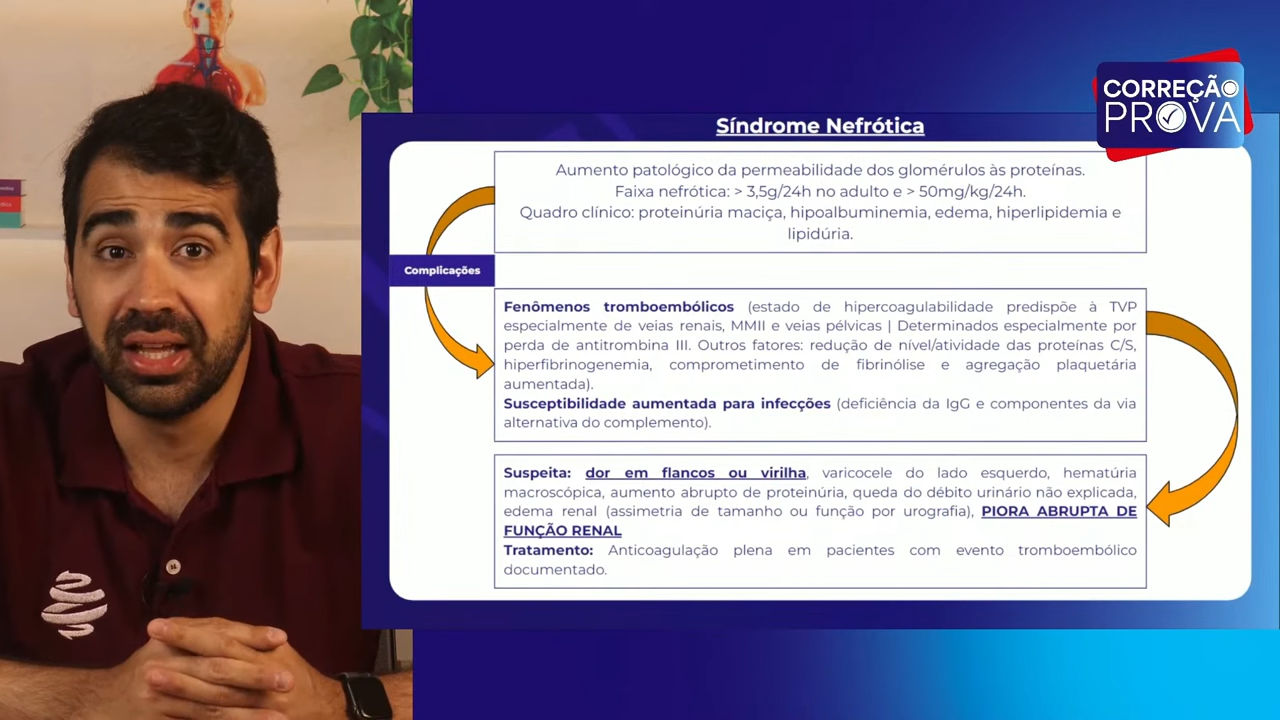 CORREÇÃO
PROVA
Síndrome Nefrótica
Aumento patológico da permeabilidade dos glomérulos às proteínas.
Faixa nefrótica: > 3,5g/24h no adulto e > 50mg/kg/24h.
Quadro clínico: proteinúria maciça, hipoalbuminemia, edema, hiperlipidemia e
lipidúria.
Complicações
Fenômenos tromboembólicos (estado de hipercoagulabilidade predispõe à TVP
especialmente de veias renais, MMII e veias pélvicas | Determinados especialmente por
perda de antitrombina III. Outros fatores: redução de nível/atividade das proteínas C/S,
hiperfibrinogenemia, comprometimento de fibrinólise e agregação plaquetária
aumentada).
Susceptibilidade aumentada para infecções (deficiência da IgG e componentes da via
alternativa do complemento).
Suspeita: dor em flancos ou virilha, varicocele do lado esquerdo, hematúria
macroscópica, aumento abrupto de proteinúria, queda do débito urinário não explicada,
edema renal (assimetria de tamanho ou função por urografia), PIORA ABRUPTA DE
FUNÇÃO RENAL
Tratamento: Anticoagulação plena em pacientes com evento tromboembólico
documentado.